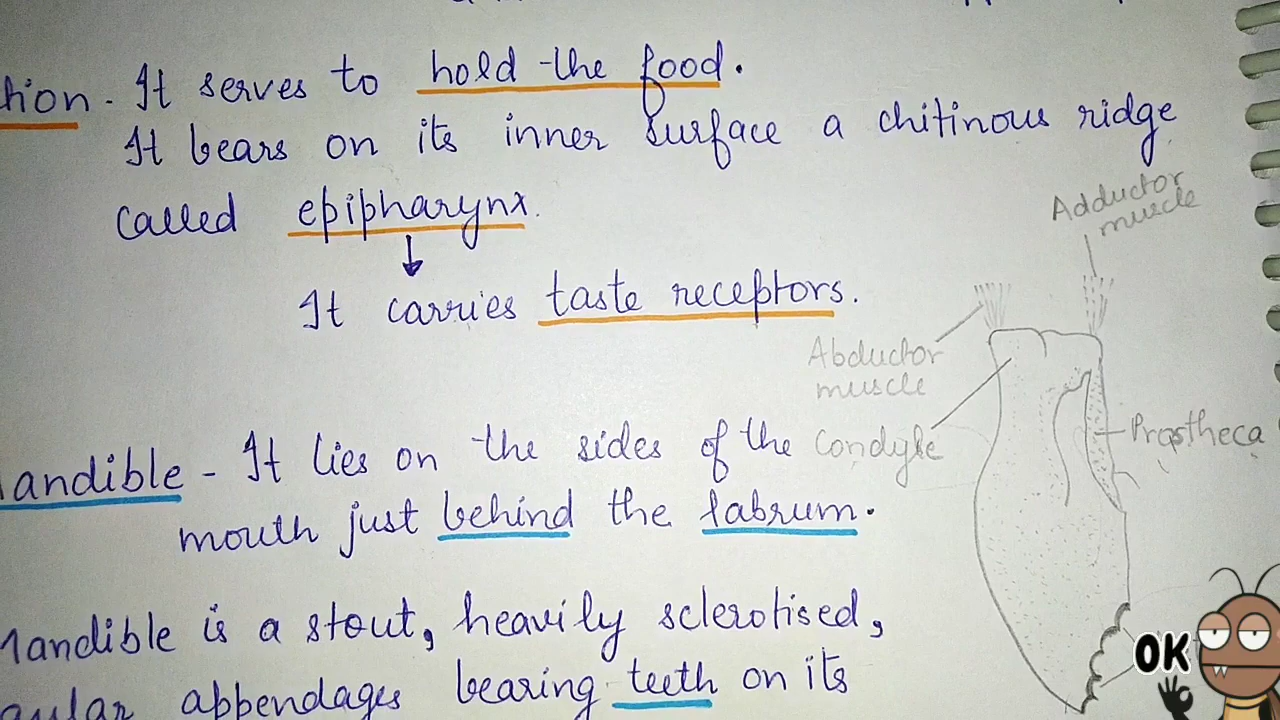 hion - It serves to hold the food.
It bears on its inner surface a chitinous ridge
called epipharynx.
It carries taste receptors.
Adductor
muscle
Abductor
muscle
Condyle
Prostheca
andible - It lies on the sides of the
mouth just behind the labrum.
Mandible is a stout, heavily sclerotised,
gular appendages bearing teeth on its
OK